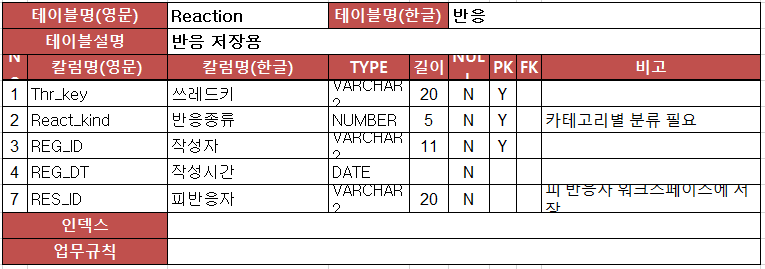 테이블명(영문) Reaction 테이블명(한글) 반응
테이블설명 반응 저장용
No 칼럼명(영문) 칼럼명(한글) TYPE 길이 NULL PK FK 비고
1 Thr_key 쓰레드키 VARCHAR2 20 N Y
2 React_kind 반응종류 NUMBER 5 N Y 카테고리별 분류 필요
3 REG_ID 작성자 VARCHAR2 11 N Y
4 REG_DT 작성시간 DATE N
7 RES_ID 피반응자 VARCHAR2 20 N 피 반응자 워크스페이스에 저장
인덱스
업무규칙